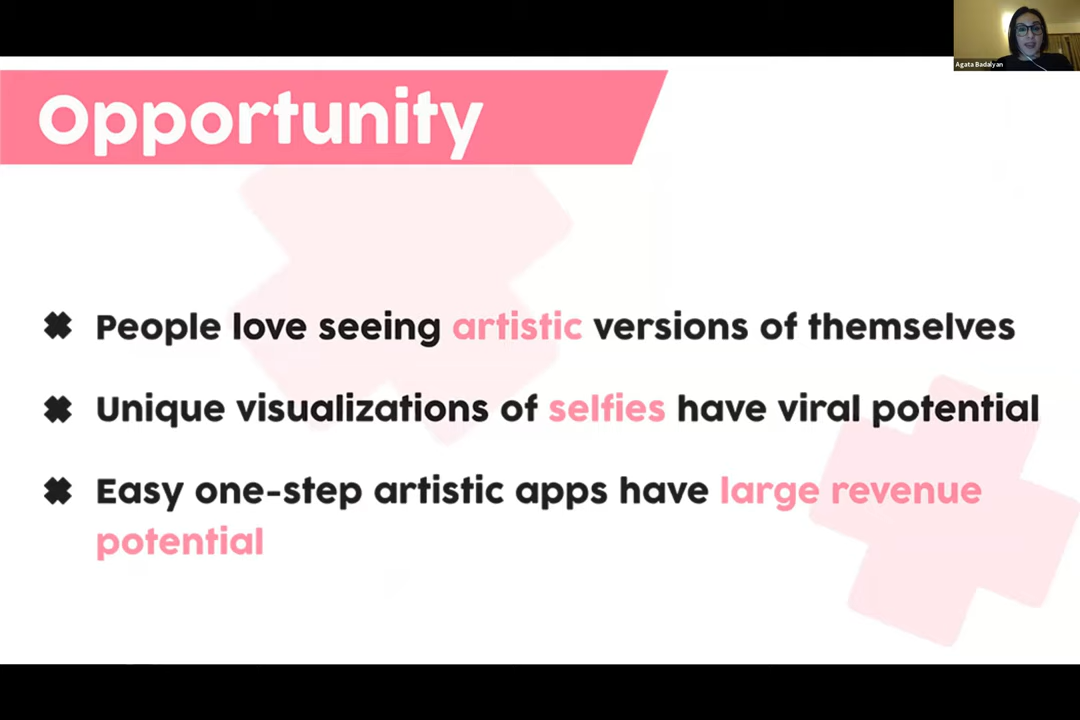 Agata Badalyan
Opportunity
People love seeing artistic versions of themselves
Unique visualizations of selfies have viral potential
Easy one-step artistic apps have large revenue
potential